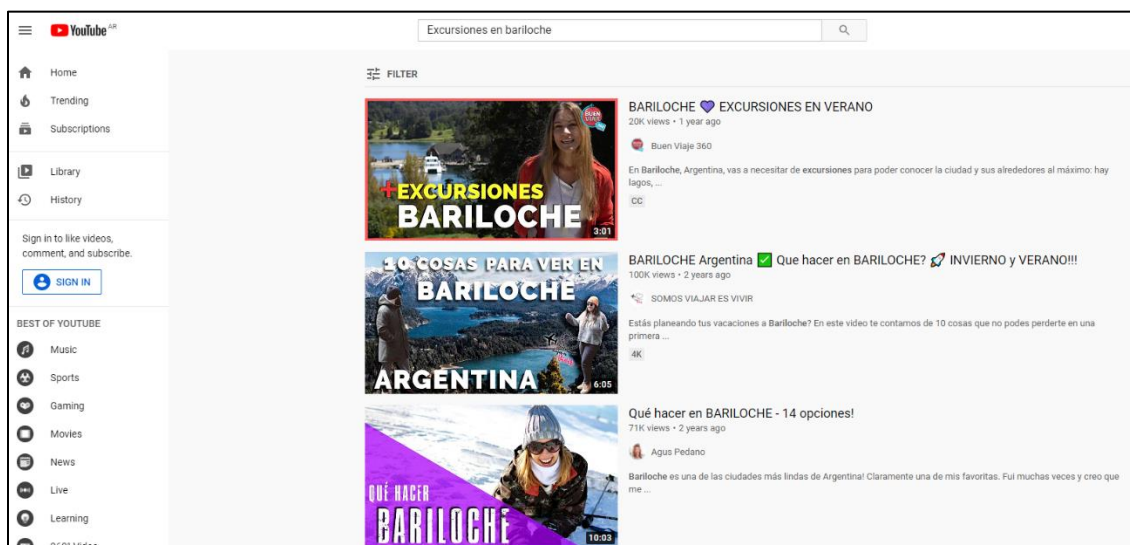 YouTube AR
Excursiones en bariloche
Home
Trending
Subscriptions
Library
History
Sign in to like videos,
comment, and subscribe.
SIGN IN
BEST OF YOUTUBE
Music
Sports
Gaming
Movies
News
Live
Learning
FILTER
BUEN
VIAJE
+EXCURSIONES
BARILOCHE
3:01
BARILOCHE 💜 EXCURSIONES EN VERANO
20K views • 1 year ago
Buen Viaje 360
En Bariloche, Argentina, vas a necesitar de excursiones para poder conocer la ciudad y sus alrededores al máximo: hay
lagos, ...
CC
10 COSAS PARA VER EN
BARILOCHE
ARGENTINA
6:05
BARILOCHE Argentina ✅ Que hacer en BARILOCHE? 🚀 INVIERNO y VERANO!!!
100K views • 2 years ago
SOMOS VIAJAR ES VIVIR
Estás planeando tus vacaciones a Bariloche? En este video te contamos de 10 cosas que no podes perderte en una
primera ...
4K
QUÉ HACER
BARILOCHE
10:03
Qué hacer en BARILOCHE - 14 opciones!
71K views • 2 years ago
Agus Pedano
Bariloche es una de las ciudades más lindas de Argentina! Claramente una de mis favoritas. Fui muchas veces y creo que
me ...